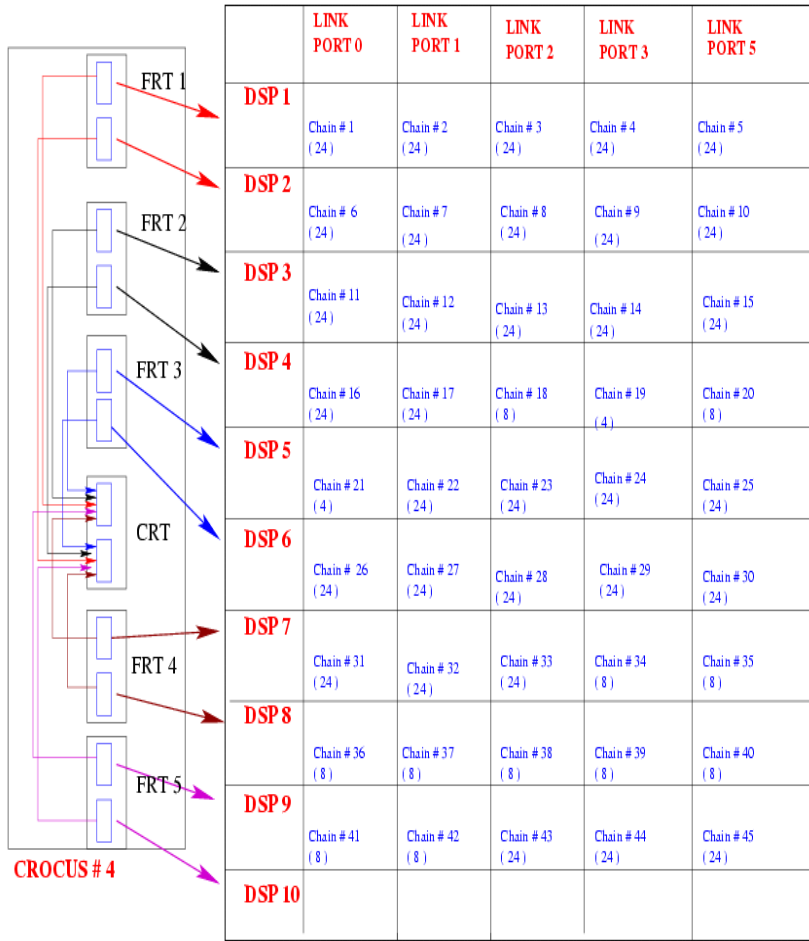 LINK
PORT 0
LINK
PORT 1
LINK
PORT 2
LINK
PORT 3
LINK
PORT 5
FRT 1
FRT 2
FRT 3
CRT
FRT 4
FRT 5
CROCUS # 4
DSP 1
Chain # 1
(24)
Chain # 2
(24)
Chain # 3
(24)
Chain # 4
(24)
Chain # 5
(24)
DSP 2
Chain # 6
(24)
Chain # 7
(24)
Chain # 8
(24)
Chain # 9
(24)
Chain # 10
(24)
DSP 3
Chain # 11
(24)
Chain # 12
(24)
Chain # 13
(24)
Chain # 14
(24)
Chain # 15
(24)
DSP 4
Chain # 16
(24)
Chain # 17
(24)
Chain # 18
(8)
Chain # 19
(4)
Chain # 20
(8)
DSP 5
Chain # 21
(4)
Chain # 22
(24)
Chain # 23
(24)
Chain # 24
(24)
Chain # 25
(24)
DSP 6
Chain # 26
(24)
Chain # 27
(24)
Chain # 28
(24)
Chain # 29
(24)
Chain # 30
(24)
DSP 7
Chain # 31
(24)
Chain # 32
(24)
Chain # 33
(24)
Chain # 34
(8)
Chain # 35
(8)
DSP 8
Chain # 36
(8)
Chain # 37
(8)
Chain # 38
(8)
Chain # 39
(8)
Chain # 40
(8)
DSP 9
Chain # 41
(8)
Chain # 42
(8)
Chain # 43
(24)
Chain # 44
(24)
Chain # 45
(24)
DSP 10